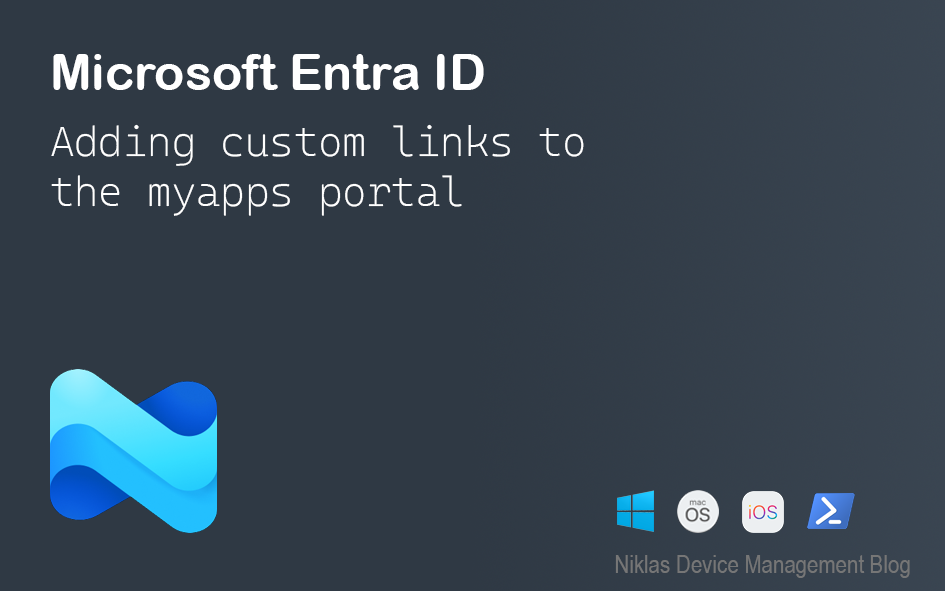 Microsoft Entra ID
Adding custom links to
the myapps portal
mac
OS
iOS
Niklas Device Management Blog